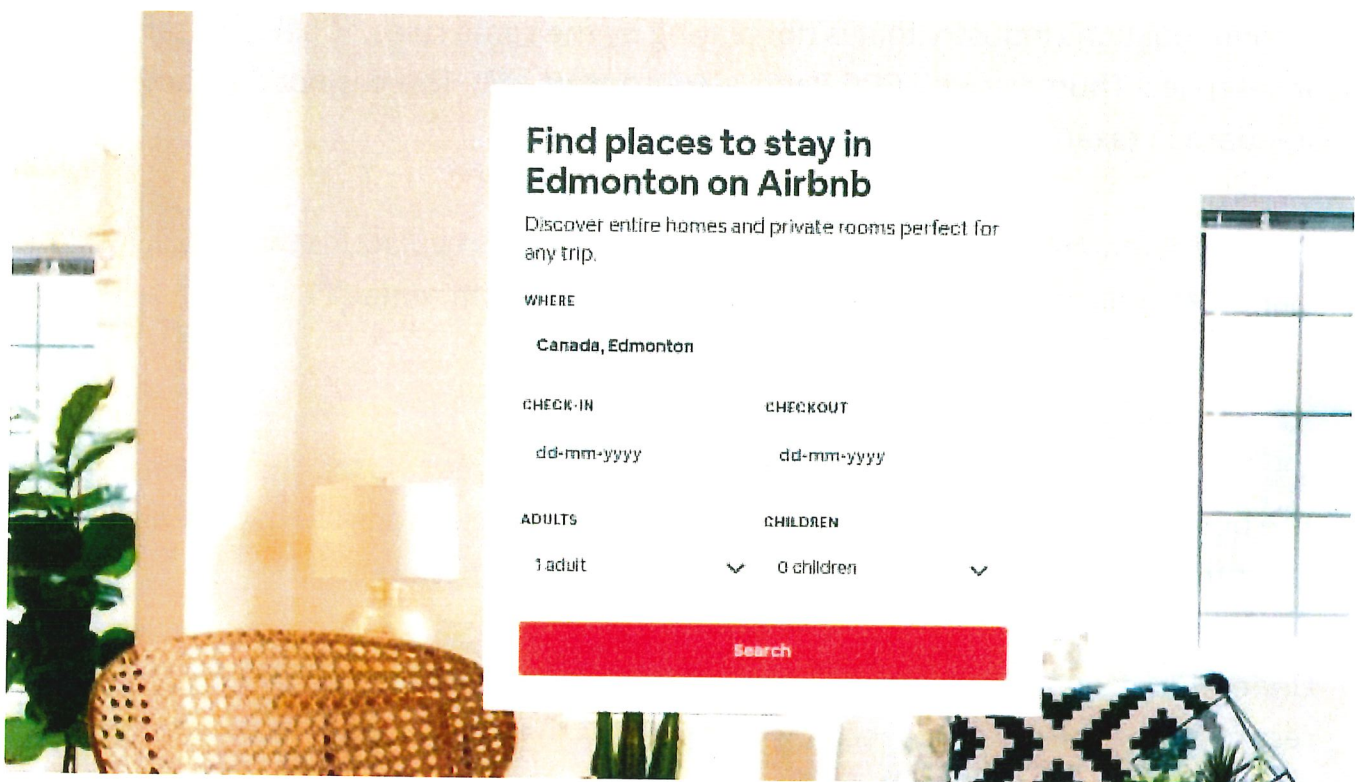 Find places to stay in
Edmonton on Airbnb
Discover entire homes and private rooms perfect for
any trip.
WHERE
Canada, Edmonton
CHECK-IN CHECKOUT
dd-mm-yyyy dd-mm-yyyy
ADULTS CHILDREN
1 adult 0 children
Search